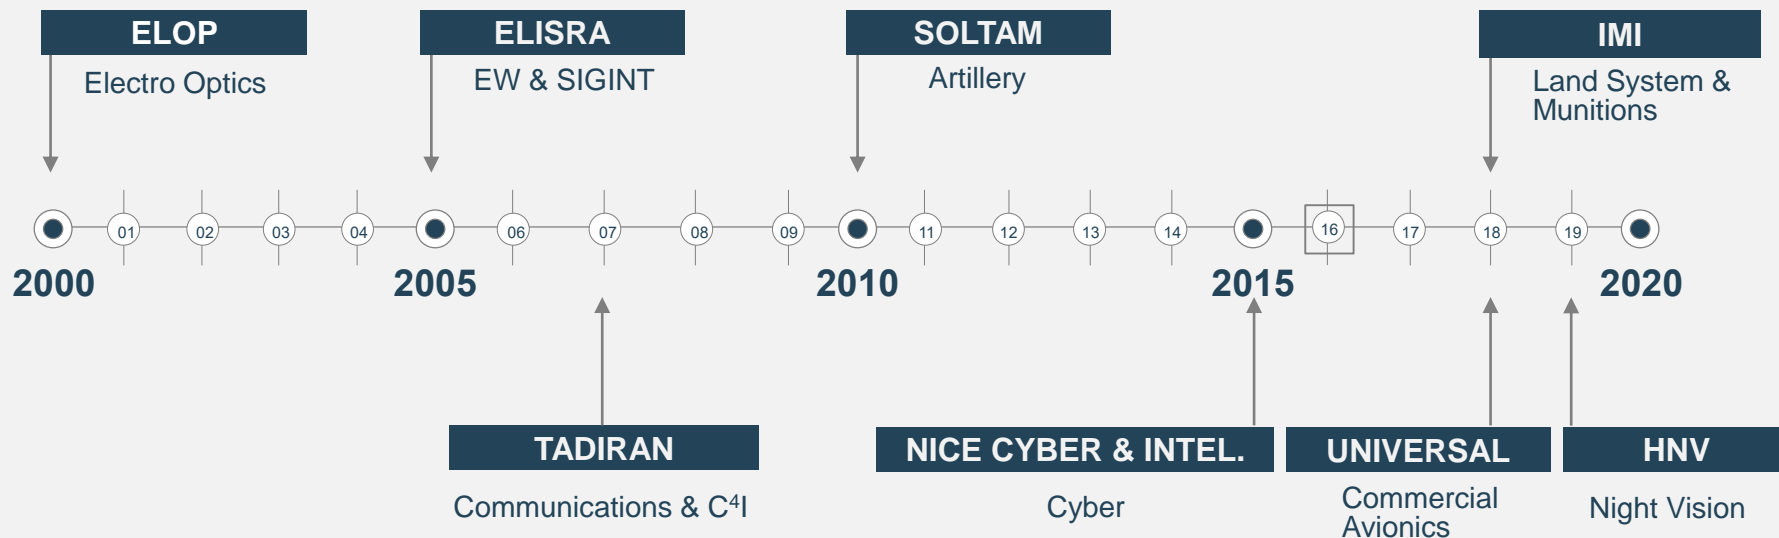 ELOP
Electro Optics
ELISRA
EW & SIGINT
SOLTAM
Artillery
IMI
Land System &
Munitions
01
02
03
04
06
07
08
09
11
12
13
14
16
17
18
19
2000
2005
2010
2015
2020
TADIRAN
Communications & C⁴I
NICE CYBER & INTEL.
Cyber
UNIVERSAL
Commercial
Avionics
HNV
Night Vision